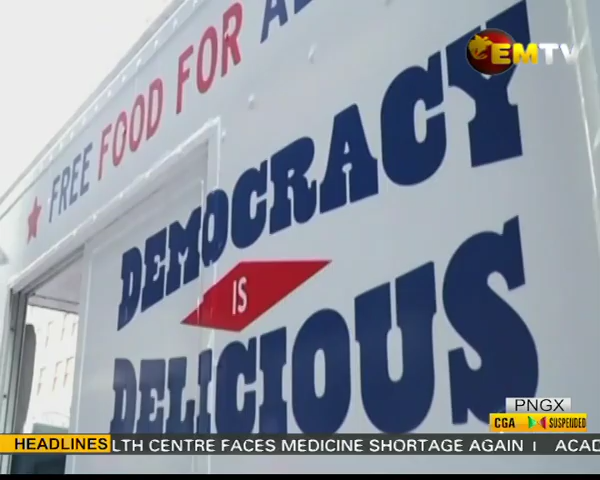 EMTV
FREE FOOD FOR
DEMOCRACY
IS
DELICIOUS
PNGX
CGA SUSPENDED
HEADLINES LTH CENTRE FACES MEDICINE SHORTAGE AGAIN | ACAD